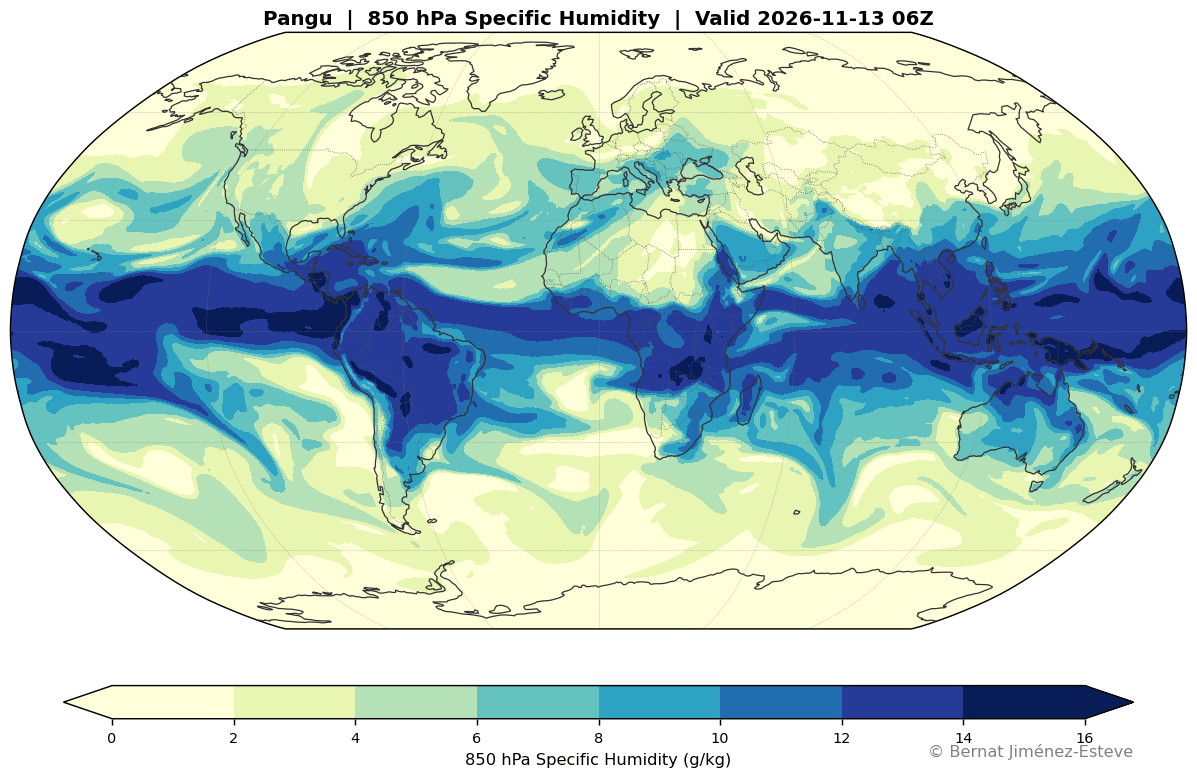 Pangu | 850 hPa Specific Humidity | Valid 2026-11-13 06Z
0 2 4 6 8 10 12 14 16
850 hPa Specific Humidity (g/kg)
© Bernat Jiménez-Esteve